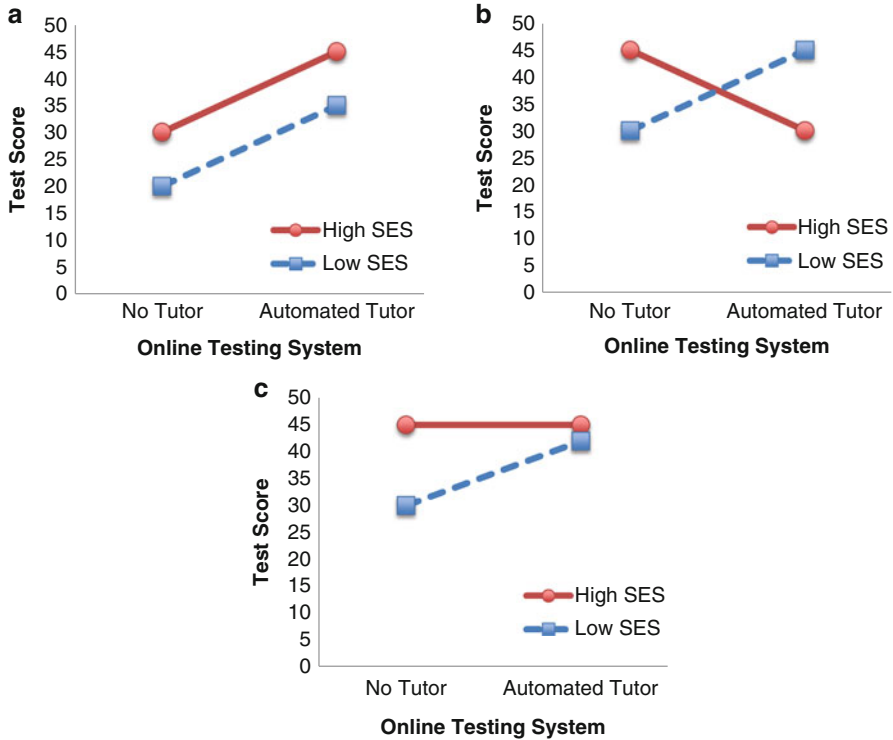 a
50
45
40
35
30
25
20
15
10
5
0
Test Score
High SES
Low SES
No Tutor Automated Tutor
Online Testing System
b
50
45
40
35
30
25
20
15
10
5
0
Test Score
High SES
Low SES
No Tutor Automated Tutor
Online Testing System
c
50
45
40
35
30
25
20
15
10
5
0
Test Score
High SES
Low SES
No Tutor Automated Tutor
Online Testing System